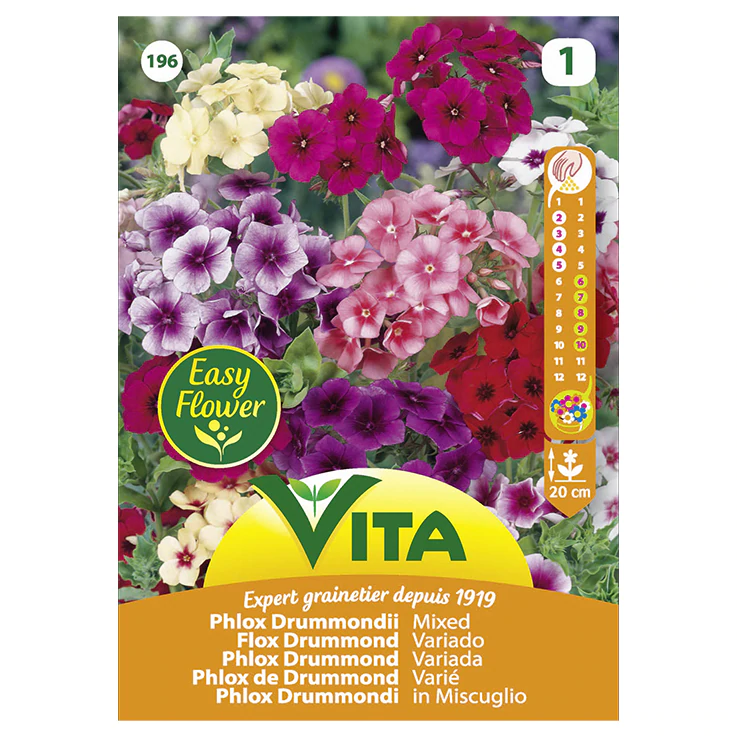 196
1
1 1
2 2
3 3
4 4
5 5
6 6
7 7
8 8
9 9
10 10
11 11
12 12
20 cm
Easy
Flower
VITA
Expert grainetier depuis 1919
Phlox Drummondii Mixed
Flox Drummond Variado
Phlox Drummond Variada
Phlox de Drummond Varié
Phlox Drummondi in Miscuglio